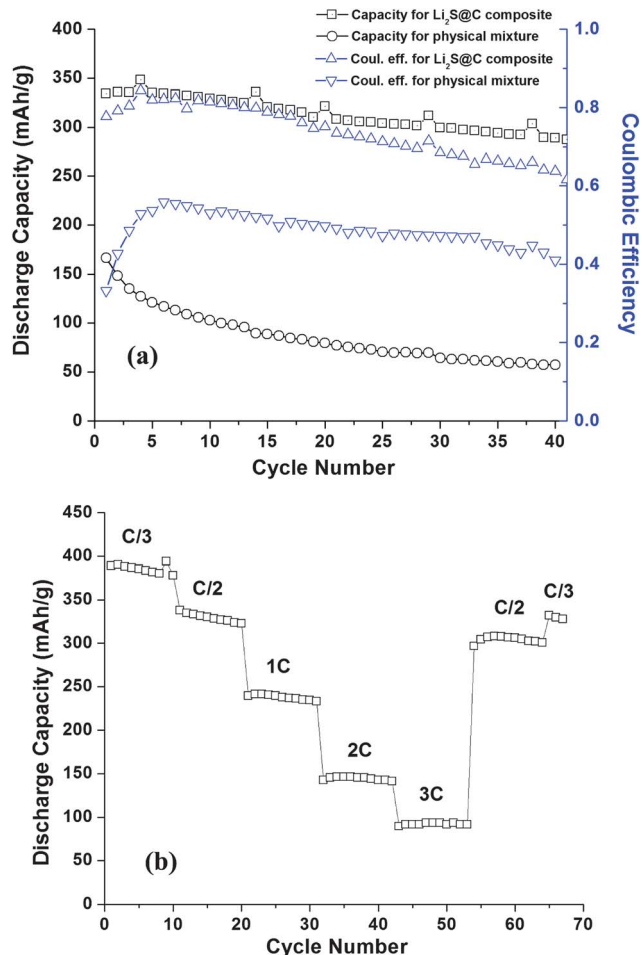 Capacity for Li₂S@C composite
Capacity for physical mixture
Coul. eff. for Li₂S@C composite
Coul. eff. for physical mixture
400
350
300
250
200
150
100
50
0
Discharge Capacity (mAh/g)
1.0
0.8
0.6
0.4
0.2
0.0
Coulombic Efficiency
(a)
0 5 10 15 20 25 30 35 40
Cycle Number
450
400
350
300
250
200
150
100
50
0
Discharge Capacity (mAh/g)
C/3
C/2
1C
2C
3C
C/2
C/3
(b)
0 10 20 30 40 50 60 70
Cycle Number